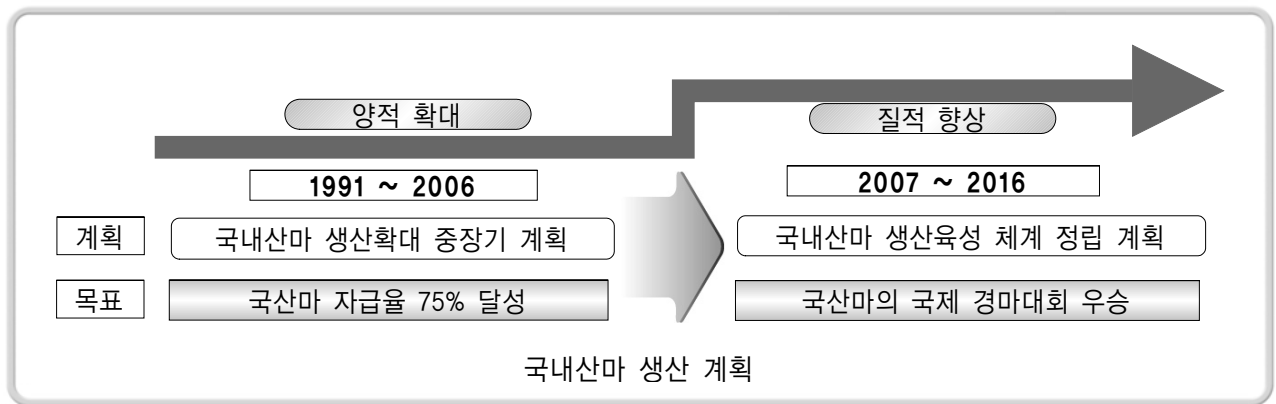 양적 확대
질적 향상
1991 ~ 2006
2007 ~ 2016
계획
국내산마 생산확대 중장기 계획
국내산마 생산육성 체계 정립 계획
목표
국산마 자급율 75% 달성
국산마의 국제 경마대회 우승
국내산마 생산 계획